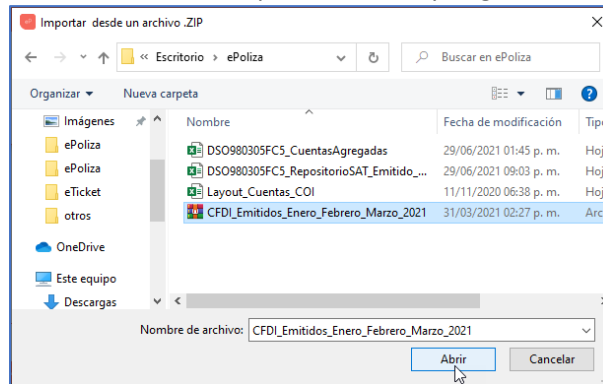 Importar desde un archivo .ZIP
« Escritorio › ePoliza
Buscar en ePoliza
Organizar
Nueva carpeta
Imágenes
ePoliza
ePoliza
eTicket
otros
OneDrive
Este equipo
Descargas
Nombre
Fecha de modificación
Tipo
DSO980305FC5_CuentasAgregadas
29/06/2021 01:45 p. m.
Hoj
DSO980305FC5_RepositorioSAT_Emitido_...
29/06/2021 09:03 p. m.
Hoj
Layout_Cuentas_COI
11/11/2020 06:38 p. m.
Hoj
CFDI_Emitidos_Enero_Febrero_Marzo_2021
31/03/2021 02:27 p. m.
Arc
Nombre de archivo:
CFDI_Emitidos_Enero_Febrero_Marzo_2021
Abrir
Cancelar